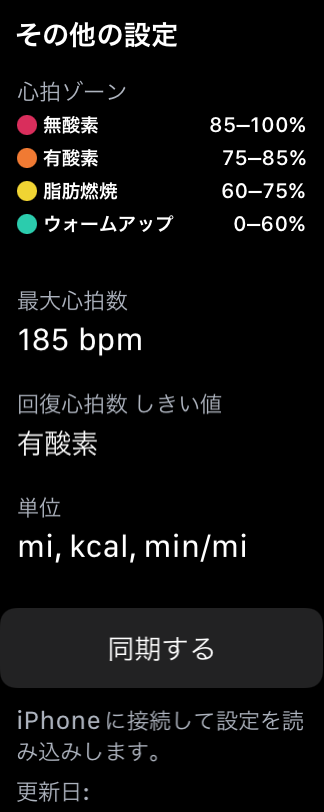 その他の設定
心拍ゾーン
無酸素 85–100%
有酸素 75–85%
脂肪燃焼 60–75%
ウォームアップ 0–60%
最大心拍数
185 bpm
回復心拍数 しきい値
有酸素
単位
mi, kcal, min/mi
同期する
iPhoneに接続して設定を読
み込みします。
更新日: